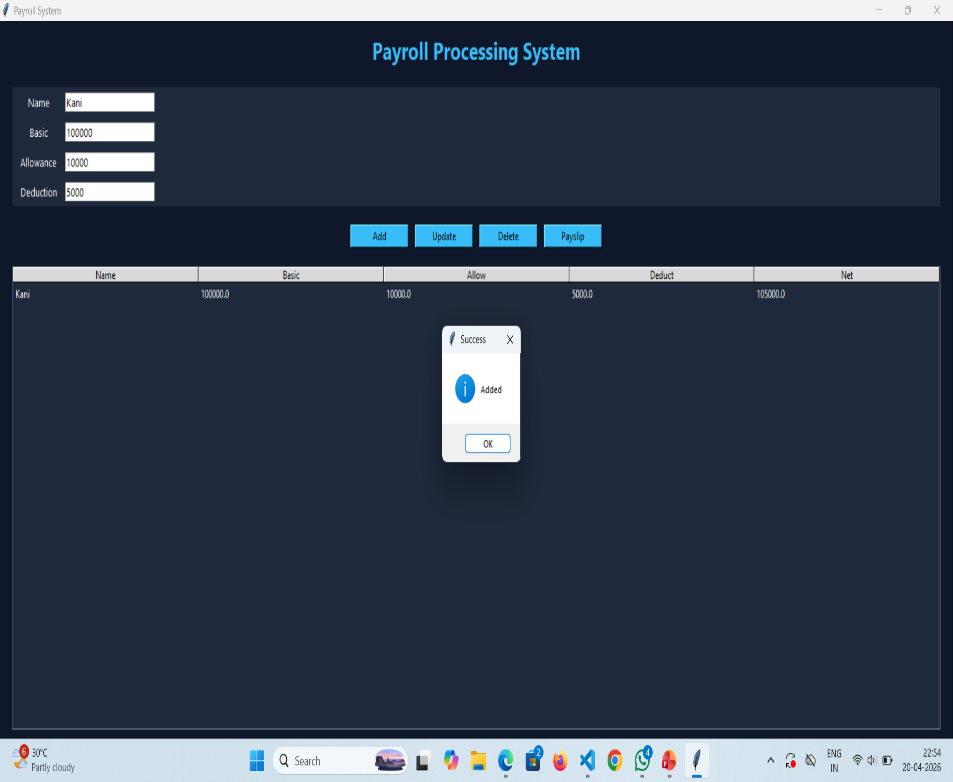 Payroll System
Payroll Processing System
Name Kani
Basic 100000
Allowance 10000
Deduction 5000
Add Update Delete Payslip
Name Basic Allow Deduct Net
Kani 100000.0 10000.0 5000.0 105000.0
Success
Added
OK
6 30°C
Partly cloudy
Search
2
4
ENG
IN
22:54
20-04-2026